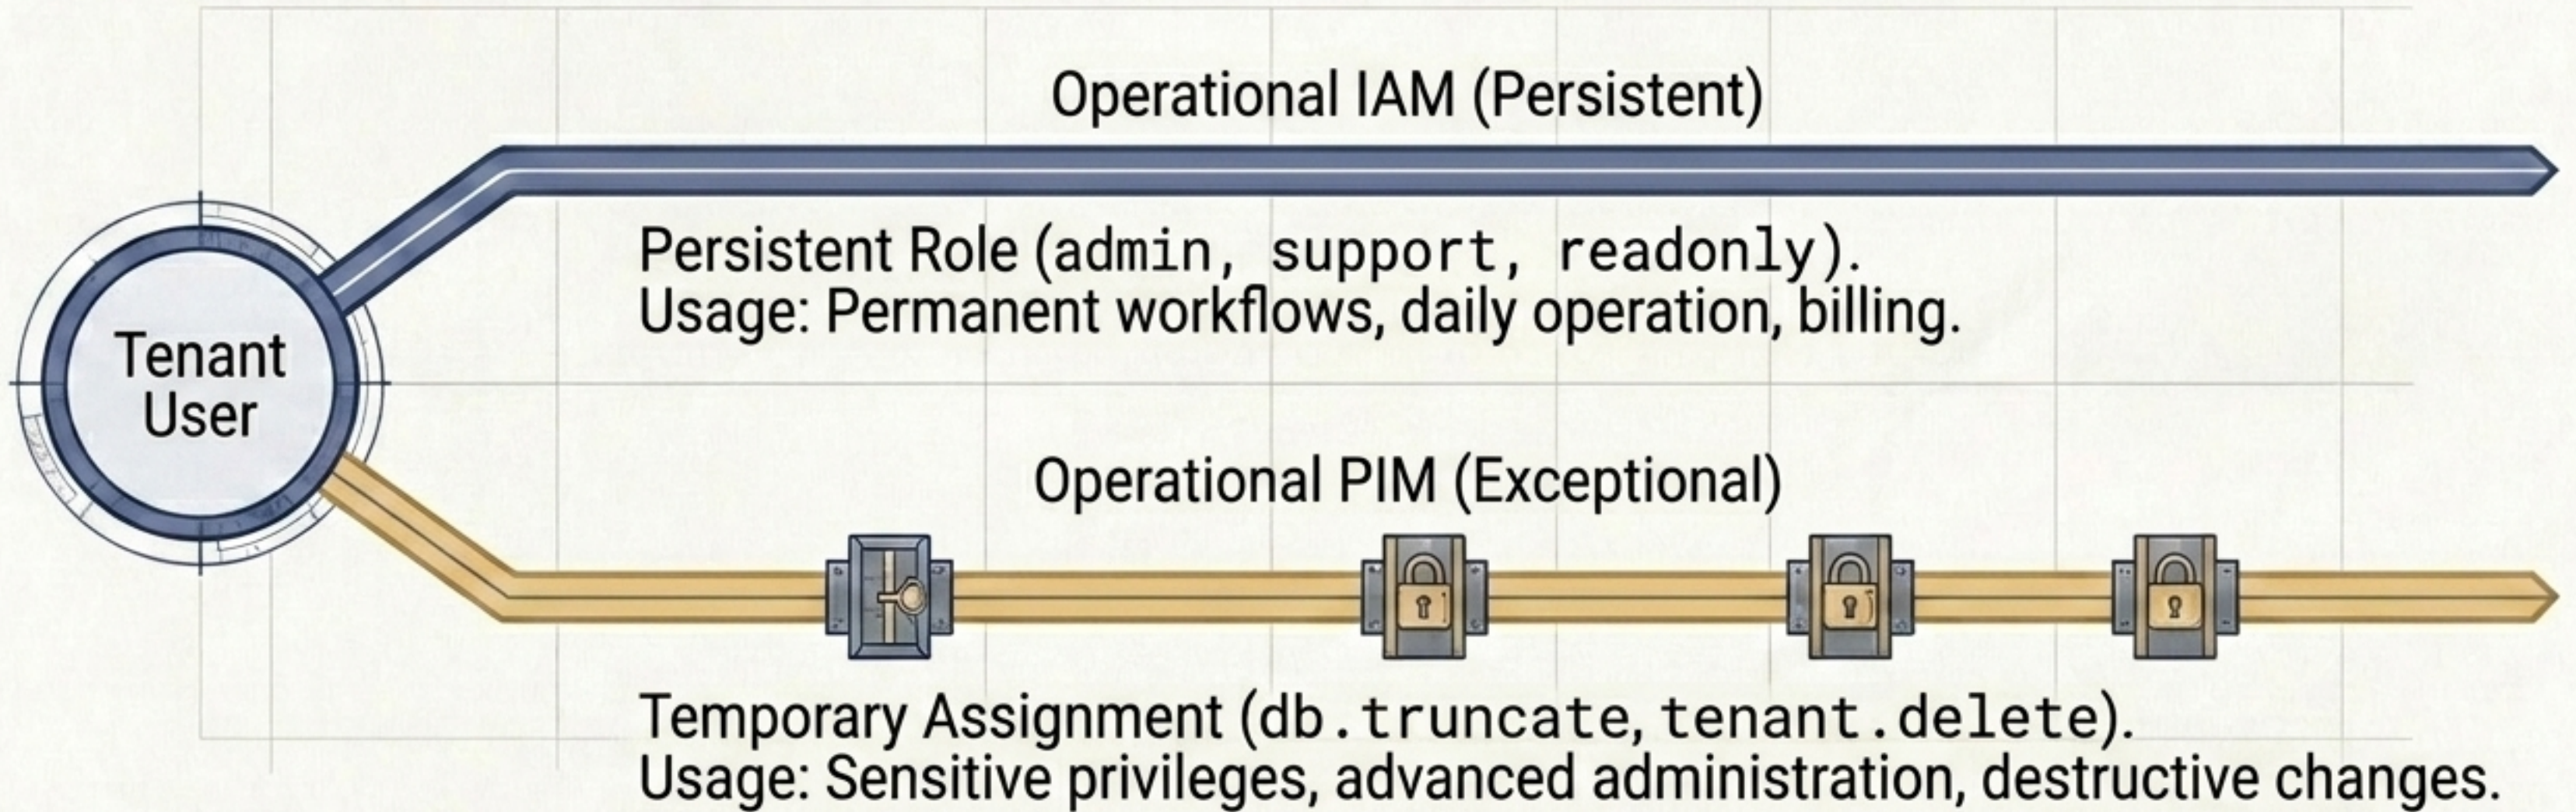 Operational IAM (Persistent)
Persistent Role (admin, support, readonly).
Usage: Permanent workflows, daily operation, billing.
Tenant
User
Operational PIM (Exceptional)
Temporary Assignment (db.truncate, tenant.delete).
Usage: Sensitive privileges, advanced administration, destructive changes.